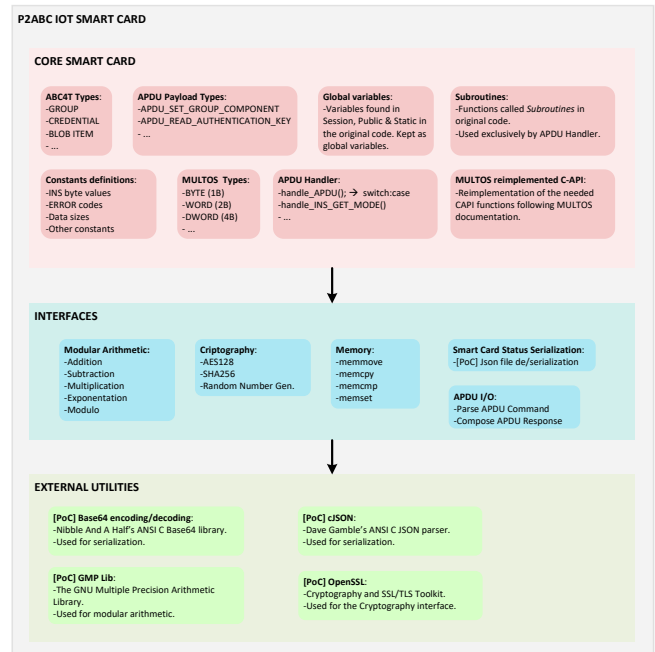 P2ABC IOT SMART CARD
CORE SMART CARD
ABC4T Types:
-GROUP
-CREDENTIAL
-BLOB ITEM
- ...
APDU Payload Types:
-APDU_SET_GROUP_COMPONENT
-APDU_READ_AUTHENTICATION_KEY
- ...
Global variables:
-Variables found in
Session, Public & Static in
the original code. Kept as
global variables.
Subroutines:
-Functions called Subroutines in
original code.
-Used exclusively by APDU Handler.
Constants definitions:
-INS byte values
-ERROR codes
-Data sizes
-Other constants
MULTOS Types:
-BYTE (1B)
-WORD (2B)
-DWORD (4B)
- ...
APDU Handler:
-handle_APDU(); → switch:case
-handle_INS_GET_MODE()
- ...
MULTOS reimplemented C-API:
-Reimplementation of the needed
CAPI functions following MULTOS
documentation.
INTERFACES
Modular Arithmetic:
-Addition
-Subtraction
-Multiplication
-Exponentation
-Modulo
Criptography:
-AES128
-SHA256
-Random Number Gen.
Memory:
-memmove
-memcpy
-memcmp
-memset
Smart Card Status Serialization:
-[PoC] Json file de/serialization
APDU I/O:
-Parse APDU Command
-Compose APDU Response
EXTERNAL UTILITIES
[PoC] Base64 encoding/decoding:
-Nibble And A Half's ANSI C Base64 library.
-Used for serialization.
[PoC] cJSON:
-Dave Gamble's ANSI C JSON parser.
-Used for serialization.
[PoC] GMP Lib:
-The GNU Multiple Precision Arithmetic
Library.
-Used for modular arithmetic.
[PoC] OpenSSL:
-Cryptography and SSL/TLS Toolkit.
-Used for the Cryptography interface.